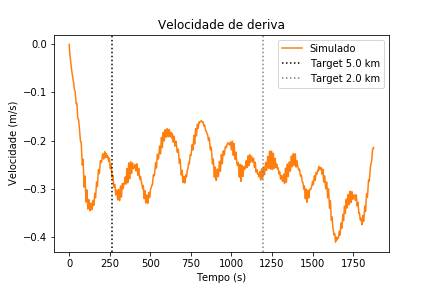 Velocidade de deriva
Simulado
Target 5.0 km
Target 2.0 km
Velocidade (m/s)
0.0
−0.1
−0.2
−0.3
−0.4
0 250 500 750 1000 1250 1500 1750
Tempo (s)